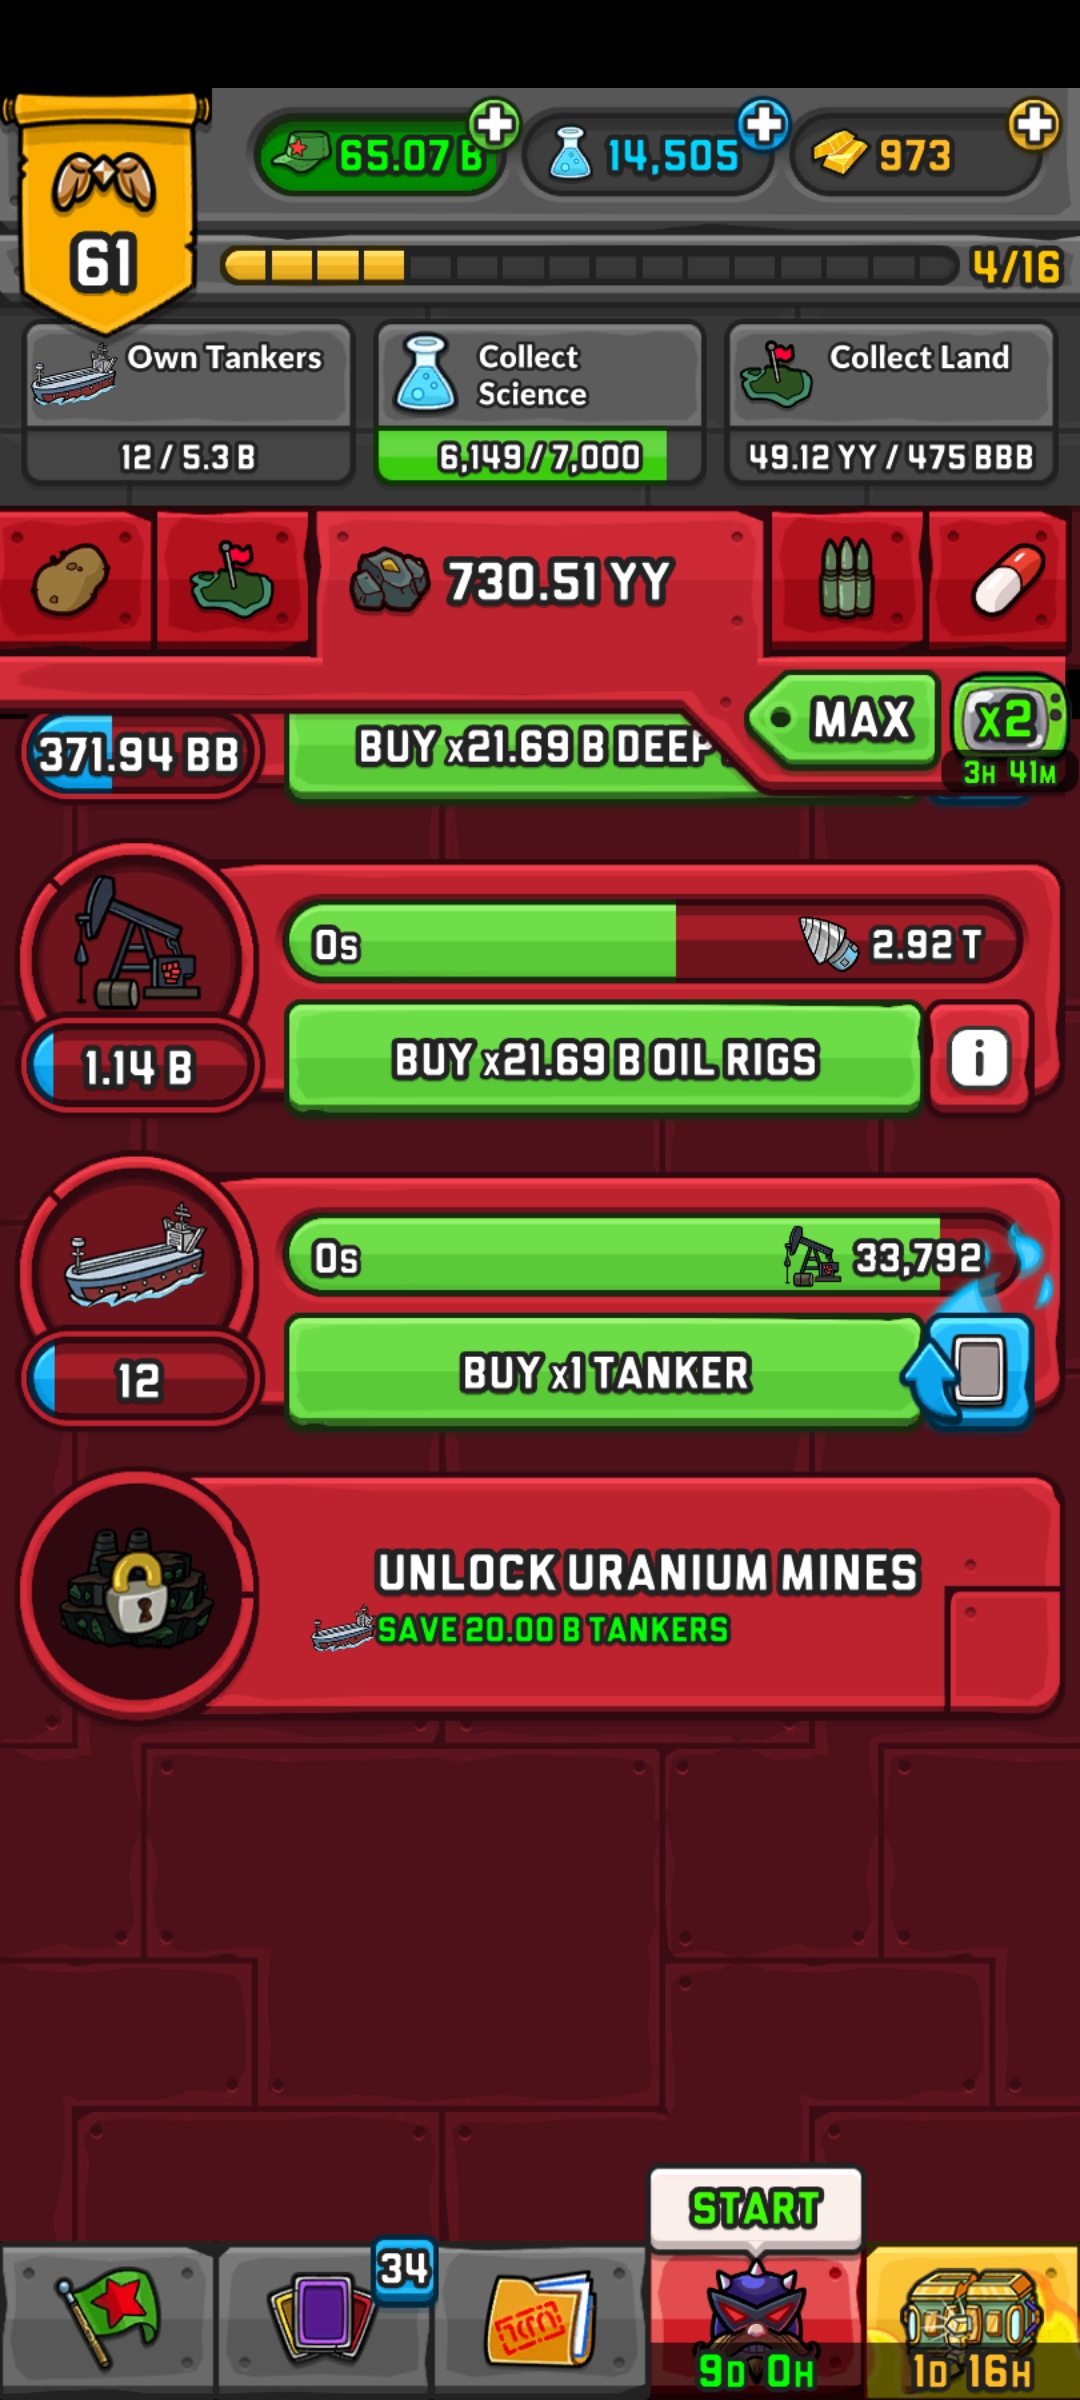 65.07 B
14,505
973
61
4/16
Own Tankers
12 / 5.3 B
Collect
Science
6,149 / 7,000
Collect Land
49.12 YY / 475 BBB
730.51 YY
MAX
x2
3H 41M
371.94 BB
BUY x21.69 B DEEP
0s
2.92 T
1.14 B
BUY x21.69 B OIL RIGS
i
0s
33,792
12
BUY x1 TANKER
UNLOCK URANIUM MINES
SAVE 20.00 B TANKERS
START
34
9D 0H
1D 16H